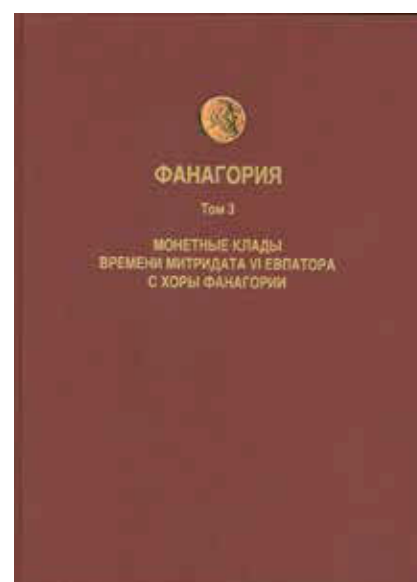 ФАНАГОРИЯ
Том 3
МОНЕТНЫЕ КЛАДЫ
ВРЕМЕНИ МИТРИДАТА VI ЕВПАТОРА
С ХОРЫ ФАНАГОРИИ